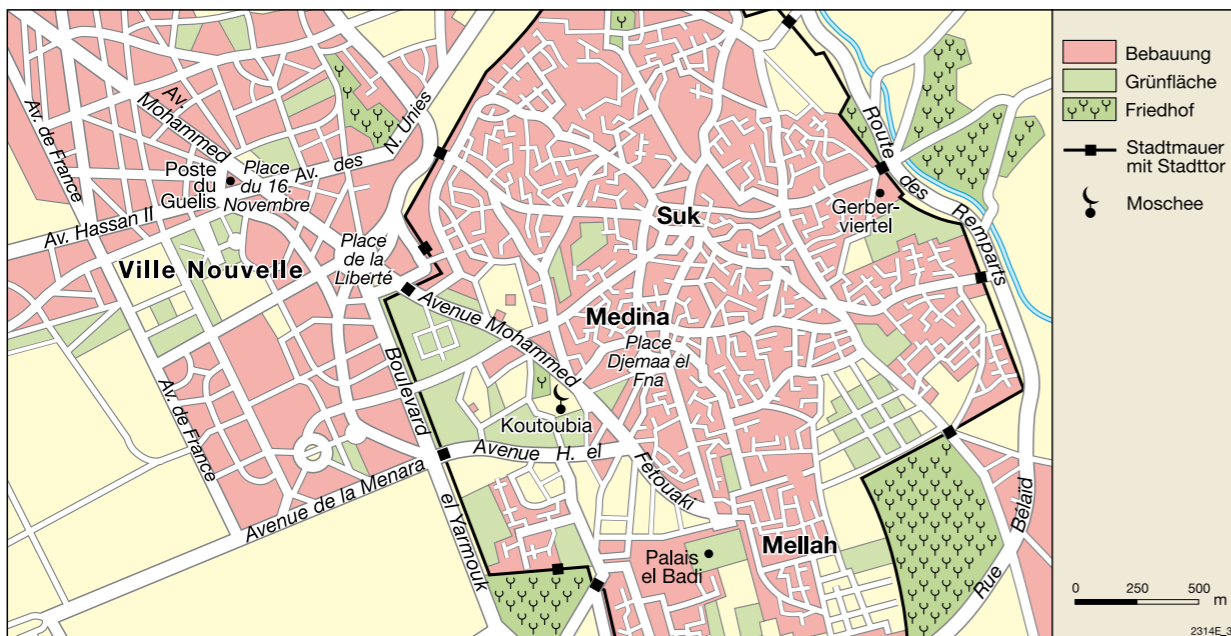 Av. de France
Av.
Mohammed
Poste
du
Guelis
Place
du 16.
Novembre
Av. des
N. Unies
Av. Hassan II
Ville Nouvelle
Place
de la
Liberté
Av. de France
Boulevard
el Yarmouk
Avenue de la Menara
Avenue Mohammed
Koutoubia
Avenue H. el
Fetouaki
Suk
Medina
Place
Djemaa el
Fna
Mellah
Palais
el Badi
Gerber-
viertel
Route
des
Remparts
Rue
Bélaid
Bebauung
Grünfläche
Friedhof
Stadtmauer
mit Stadttor
Moschee
0 250 500
m